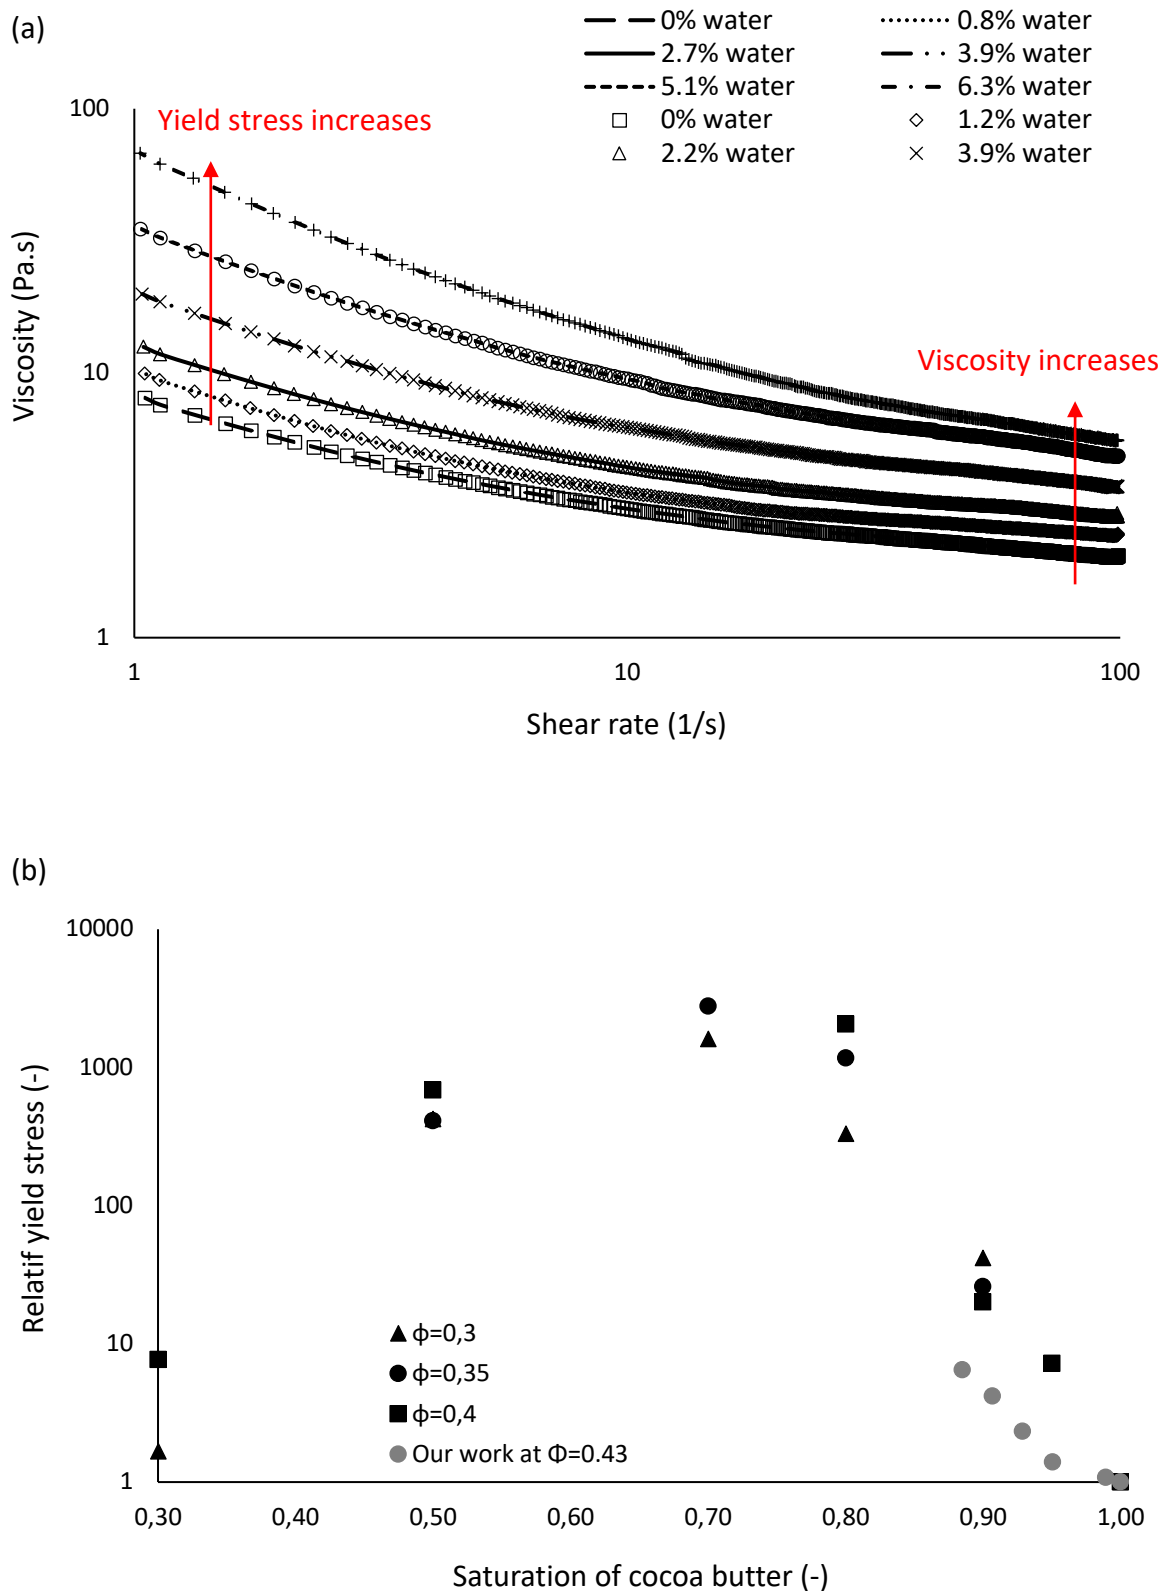 (a)
0% water
0.8% water
2.7% water
3.9% water
5.1% water
6.3% water
0% water
1.2% water
2.2% water
3.9% water
Yield stress increases
Viscosity increases
Viscosity (Pa.s)
100
10
1
1
10
100
Shear rate (1/s)
(b)
Relatif yield stress (-)
10000
1000
100
10
1
ϕ=0,3
ϕ=0,35
ϕ=0,4
Our work at Φ=0.43
0,30
0,40
0,50
0,60
0,70
0,80
0,90
1,00
Saturation of cocoa butter (-)